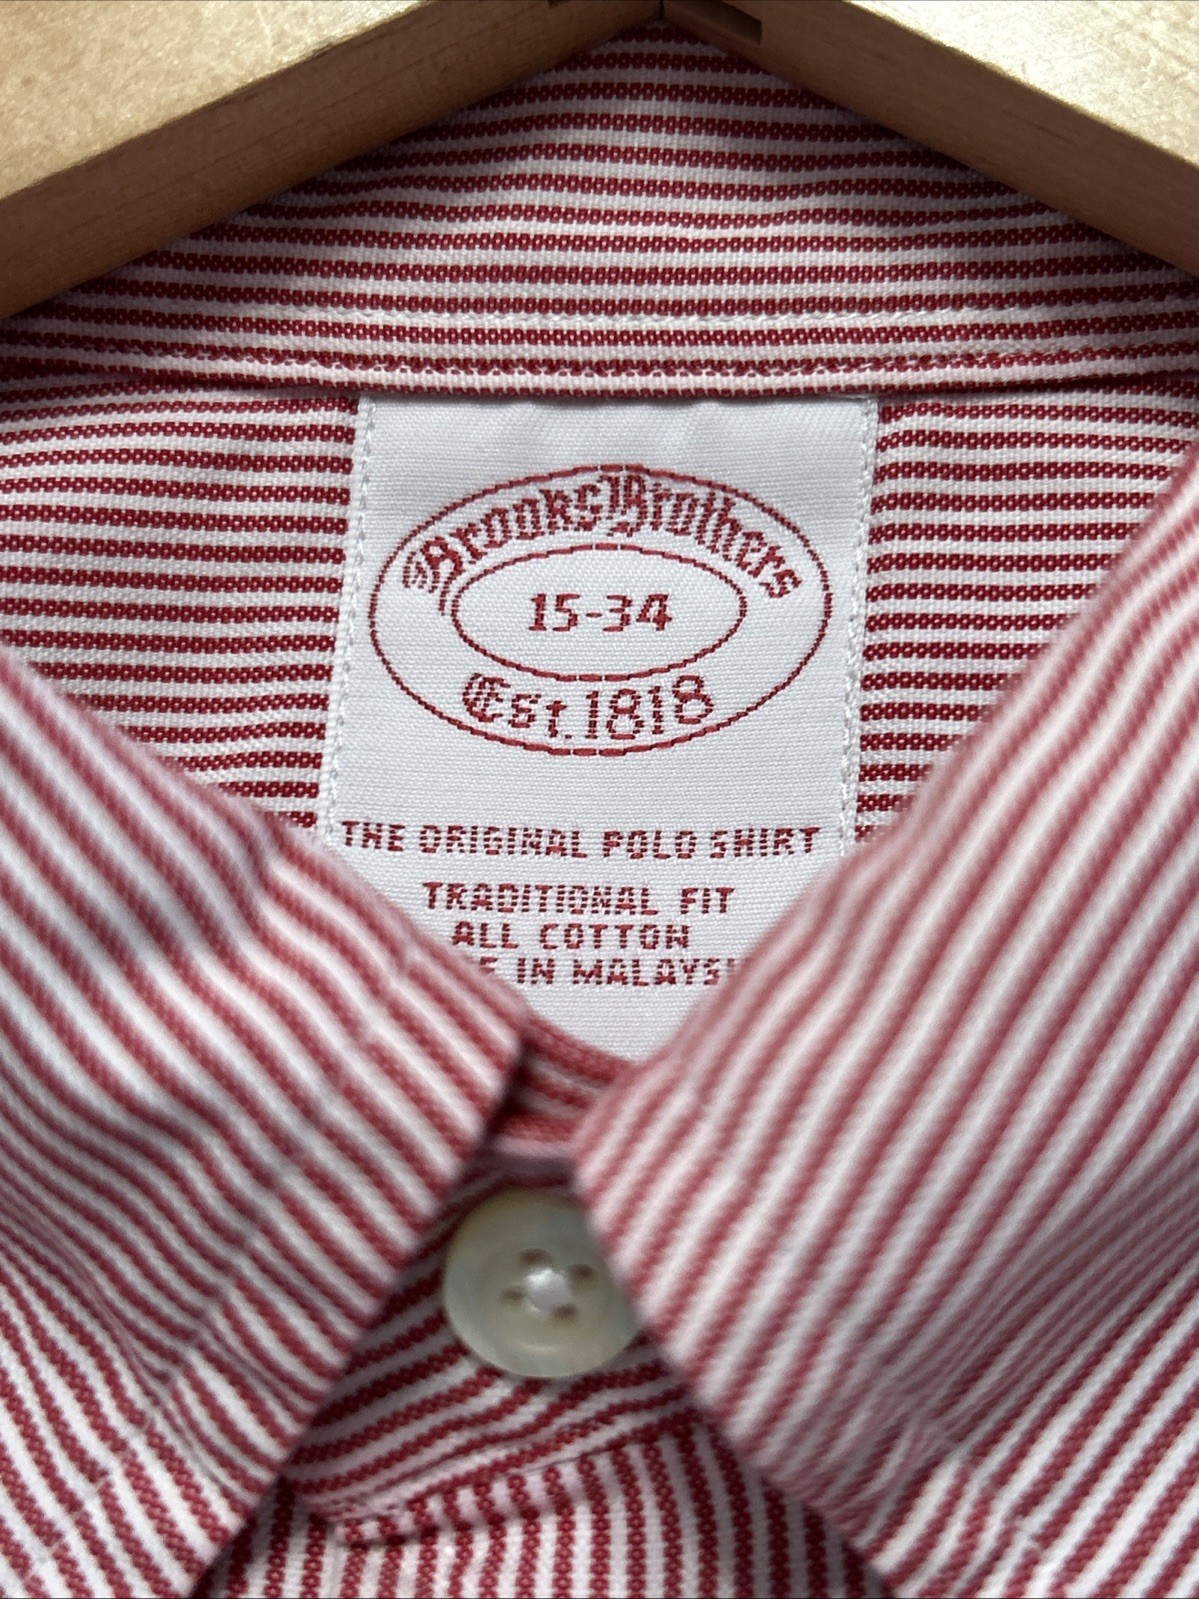 Brooks Brothers
15-34
Est. 1818
THE ORIGINAL POLO SHIRT
TRADITIONAL FIT
ALL COTTON
IN